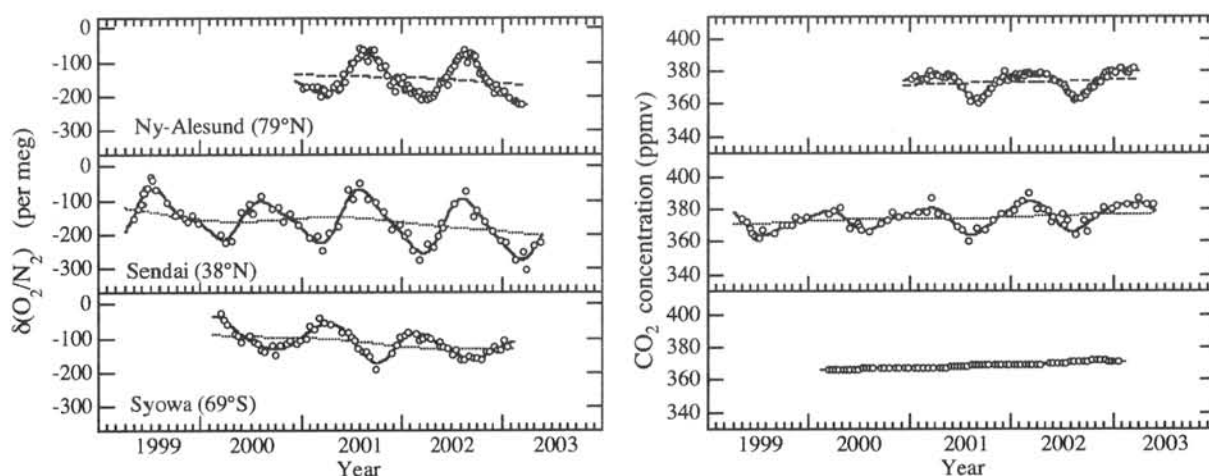 δ(O₂/N₂) (per meg)
0
-100
-200
-300
Ny-Alesund (79°N)
0
-100
-200
-300
Sendai (38°N)
0
-100
-200
-300
Syowa (69°S)
1999 2000 2001 2002 2003
Year
CO₂ concentration (ppmv)
400
380
360
340
400
380
360
340
400
380
360
340
1999 2000 2001 2002 2003
Year